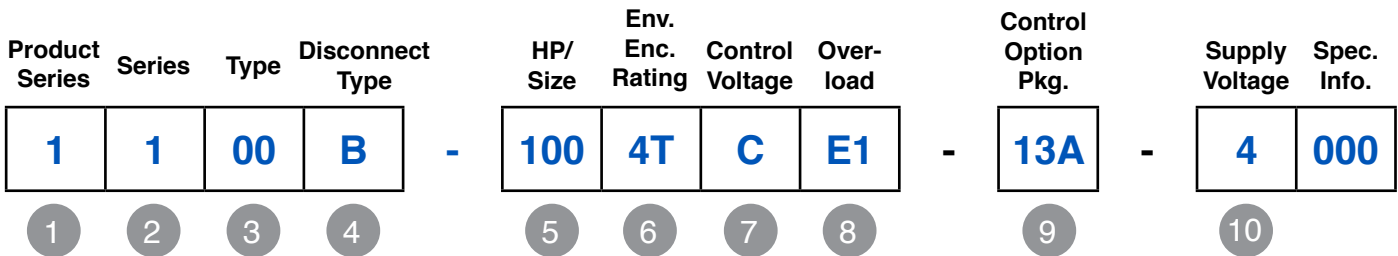 Product Series
Series
Type
Disconnect Type
HP/ Size
Env. Enc. Rating
Control Voltage
Over- load
Control Option Pkg.
Supply Voltage
Spec. Info.
1 1 00 B - 100 4T C E1 - 13A - 4 000
1 2 3 4 5 6 7 8 9 10